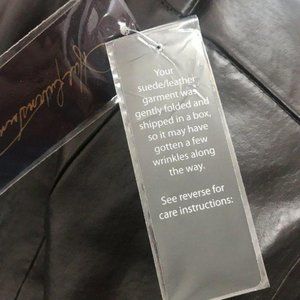 Your
suede/leather
garment was
gently folded and
shipped in a box,
so it may have
gotten a few
wrinkles along
the way.
See reverse for
care instructions: